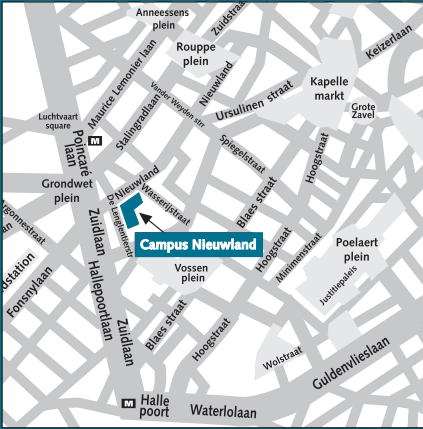 Anneessens
plein
Zuidstraat
Rouppe
plein
Keizerlaan
Maurice Lemonier laan
Stalingradlaan
Nieuwland
Vander Weyden str
Ursulinen straat
Kapelle
markt
Grote
Zavel
Luchtvaart
square
M
Poincaré
laan
Spiegelstraat
Hoogstraat
Grondwet
plein
Nieuwland
Wasserijstraat
De Lenglentierstr
Blaes straat
Zuidlaan
Campus Nieuwland
Hoogstraat
Minimenstraat
Poelaert
plein
Justitiepaleis
Vossen
plein
Fonsnylaan
Hallepoortlaan
Zuidlaan
Blaes straat
Hoogstraat
Wolstraat
Guldenvlieslaan
M
Halle
poort
Waterlolaan